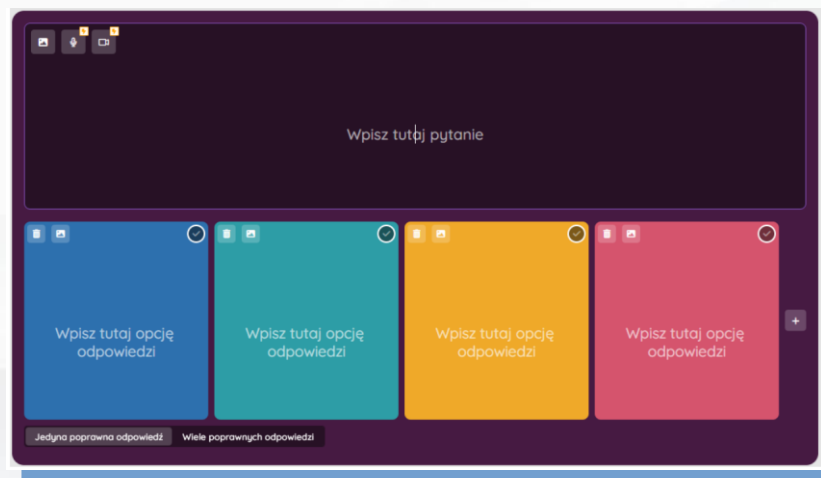 Wpisz tutaj pytanie
Wpisz tutaj opcję
odpowiedzi
Wpisz tutaj opcję
odpowiedzi
Wpisz tutaj opcję
odpowiedzi
Wpisz tutaj opcję
odpowiedzi
Jedyna poprawna odpowiedź
Wiele poprawnych odpowiedzi